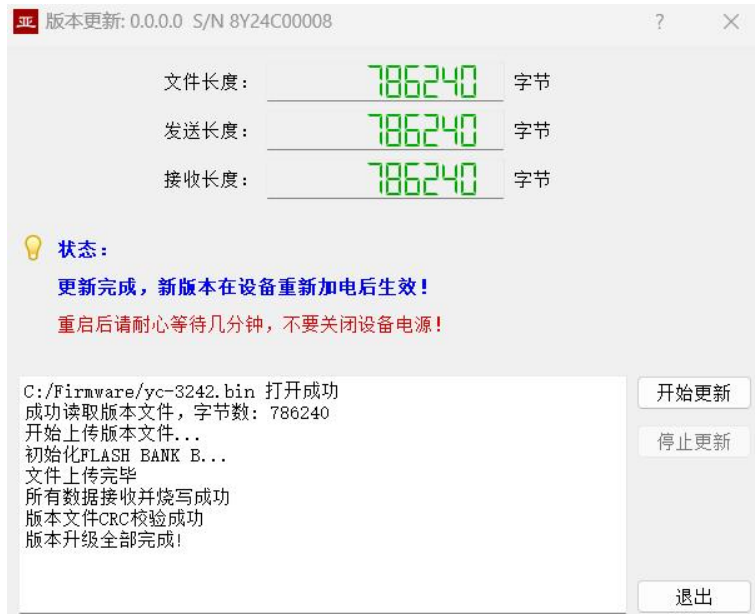 亚 版本更新: 0.0.0.0 S/N 8Y24C00008 ?
文件长度： 786240 字节
发送长度： 786240 字节
接收长度： 786240 字节
状态：
更新完成，新版本在设备重新加电后生效！
重启后请耐心等待几分钟，不要关闭设备电源！
C:/Firmware/yc-3242.bin 打开成功
成功读取版本文件，字节数: 786240
开始上传版本文件...
初始化FLASH BANK B...
文件上传完毕
所有数据接收并烧写成功
版本文件CRC校验成功
版本升级全部完成!
开始更新
停止更新
退出